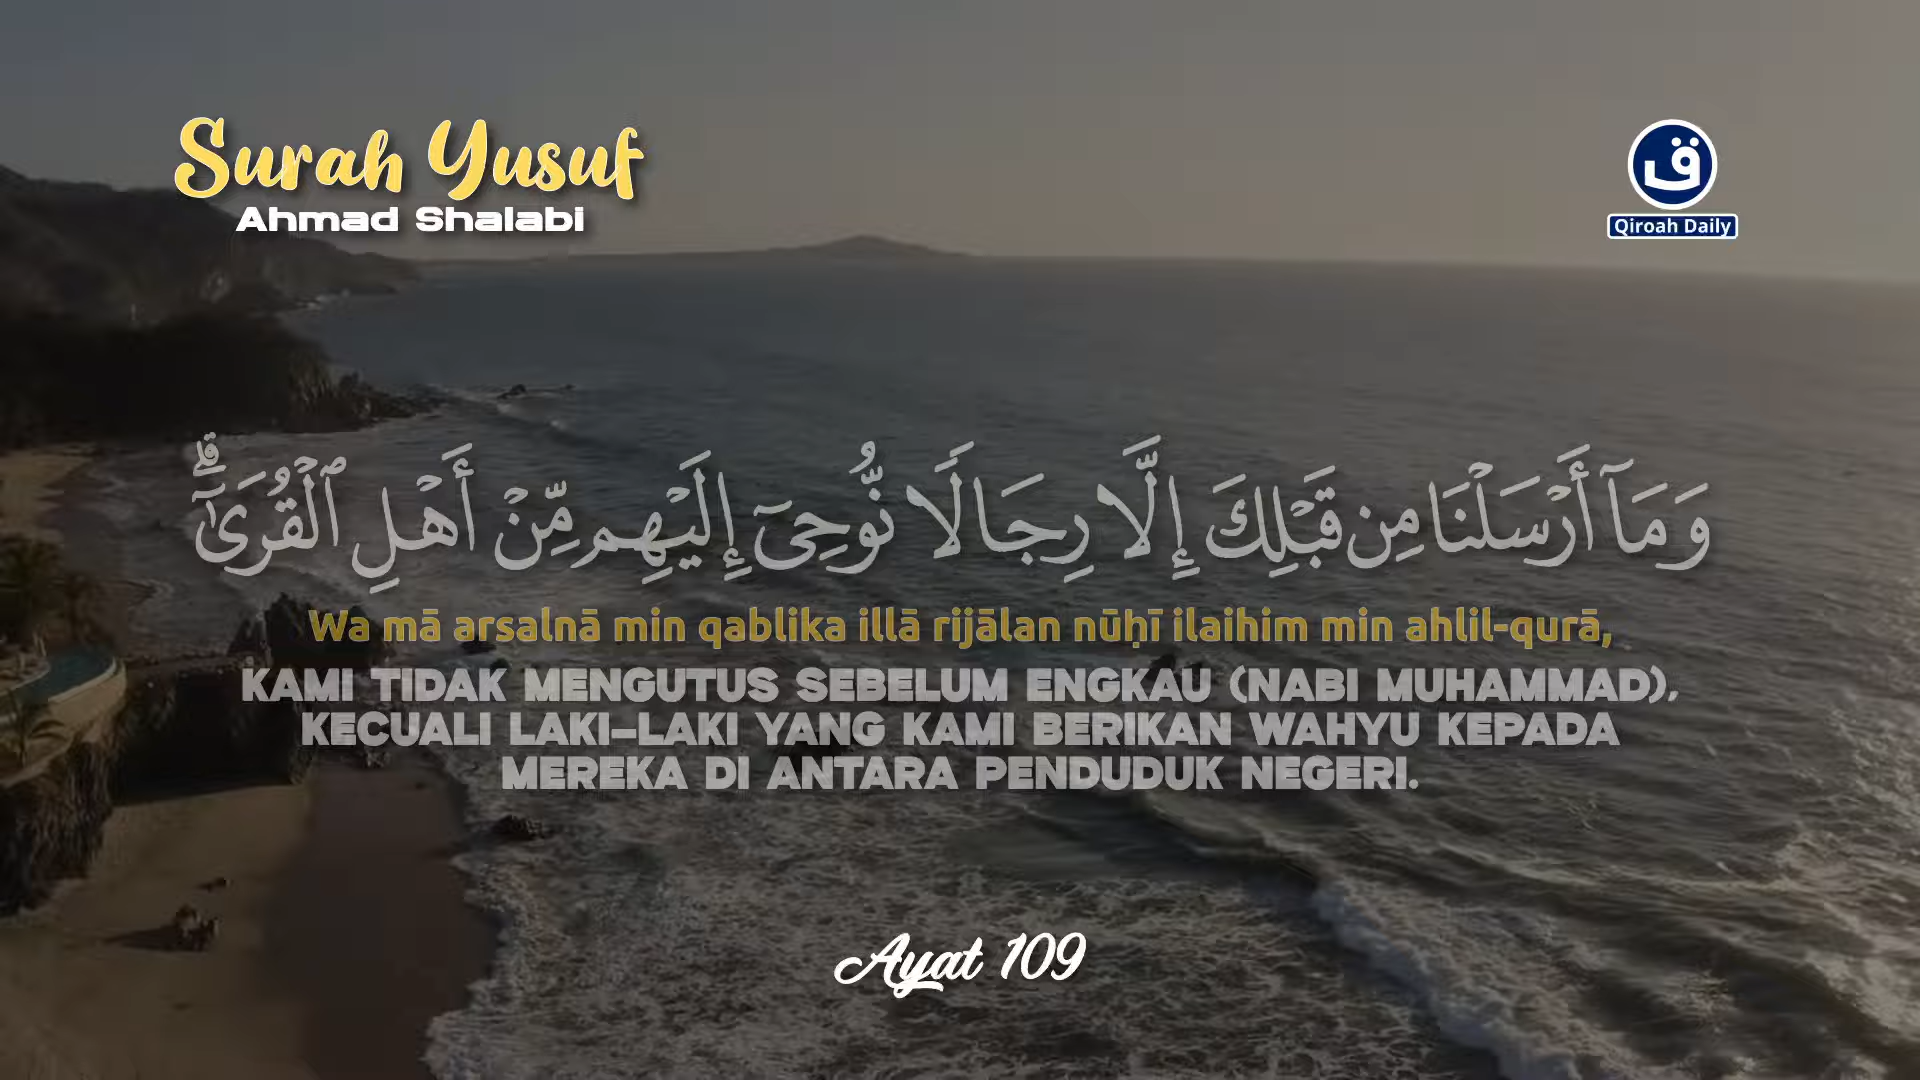 Surah Yusuf
Ahmad Shalabi
ق
Qiroah Daily
وَمَآ أَرْسَلْنَا مِن قَبْلِكَ إِلَّا رِجَالًا نُّوحِىٓ إِلَيْهِم مِّنْ أَهْلِ ٱلْقُرَىٰٓ ۗ
Wa mā arsalnā min qablika illā rijālan nūḥī ilaihim min ahlil-qurā,
KAMI TIDAK MENGUTUS SEBELUM ENGKAU (NABI MUHAMMAD),
KECUALI LAKI-LAKI YANG KAMI BERIKAN WAHYU KEPADA
MEREKA DI ANTARA PENDUDUK NEGERI.
Ayat 109